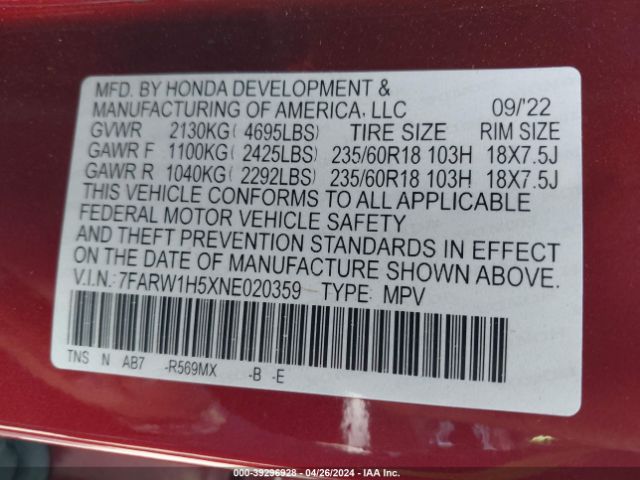 MFD. BY HONDA DEVELOPMENT &
MANUFACTURING OF AMERICA, LLC 09/'22
GVWR 2130KG( 4695LBS) TIRE SIZE RIM SIZE
GAWR F 1100KG( 2425LBS) 235/60R18 103H 18X7.5J
GAWR R 1040KG( 2292LBS) 235/60R18 103H 18X7.5J
THIS VEHICLE CONFORMS TO ALL APPLICABLE
FEDERAL MOTOR VEHICLE SAFETY
AND THEFT PREVENTION STANDARDS IN EFFECT
ON THE DATE OF MANUFACTURE SHOWN ABOVE.
V.I.N.: 7FARW1H5XNE020359 TYPE: MPV
TNS N AB7 -R569MX -B -E
000-39296928 - 04/26/2024 - IAA Inc.